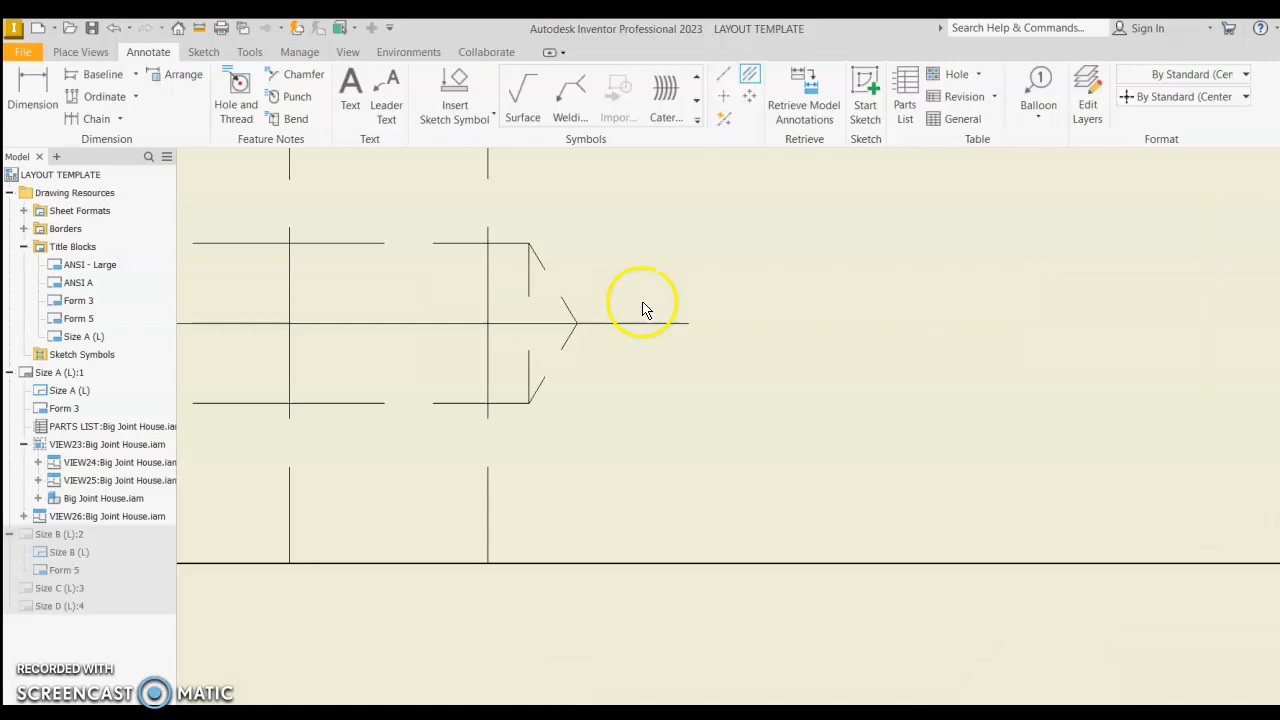 Autodesk Inventor Professional 2023 LAYOUT TEMPLATE
Search Help & Commands...
Sign In
File Place Views Annotate Sketch Tools Manage View Environments Collaborate
Dimension
Baseline
Arrange
Chain
Dimension
Hole and Thread
Chamfer
Punch
Bend
Feature Notes
Text
Leader Text
Text
Insert Sketch Symbol
Surface
Weldi...
Impor...
Cater...
Symbols
Retrieve Model Annotations
Retrieve
Start Sketch
Sketch
Parts List
Hole
Revision
General
Table
Balloon
Edit Layers
By Standard (Cer
By Standard (Center
Format
Model
LAYOUT TEMPLATE
Drawing Resources
Sheet Formats
Borders
Title Blocks
ANSI - Large
ANSI A
Form 3
Form 5
Size A (L)
Sketch Symbols
Size A (L):1
Size A (L)
Form 3
PARTS LIST:Big Joint House.ia
VIEW23:Big Joint House.iam
VIEW24:Big Joint House.iam
VIEW25:Big Joint House.iam
Big Joint House.iam
VIEW26:Big Joint House.iam
Size B (L):2
Size B (L)
Form 5
Size C (L):3
Size D (L):4
RECORDED WITH
SCREENCAST MATIC